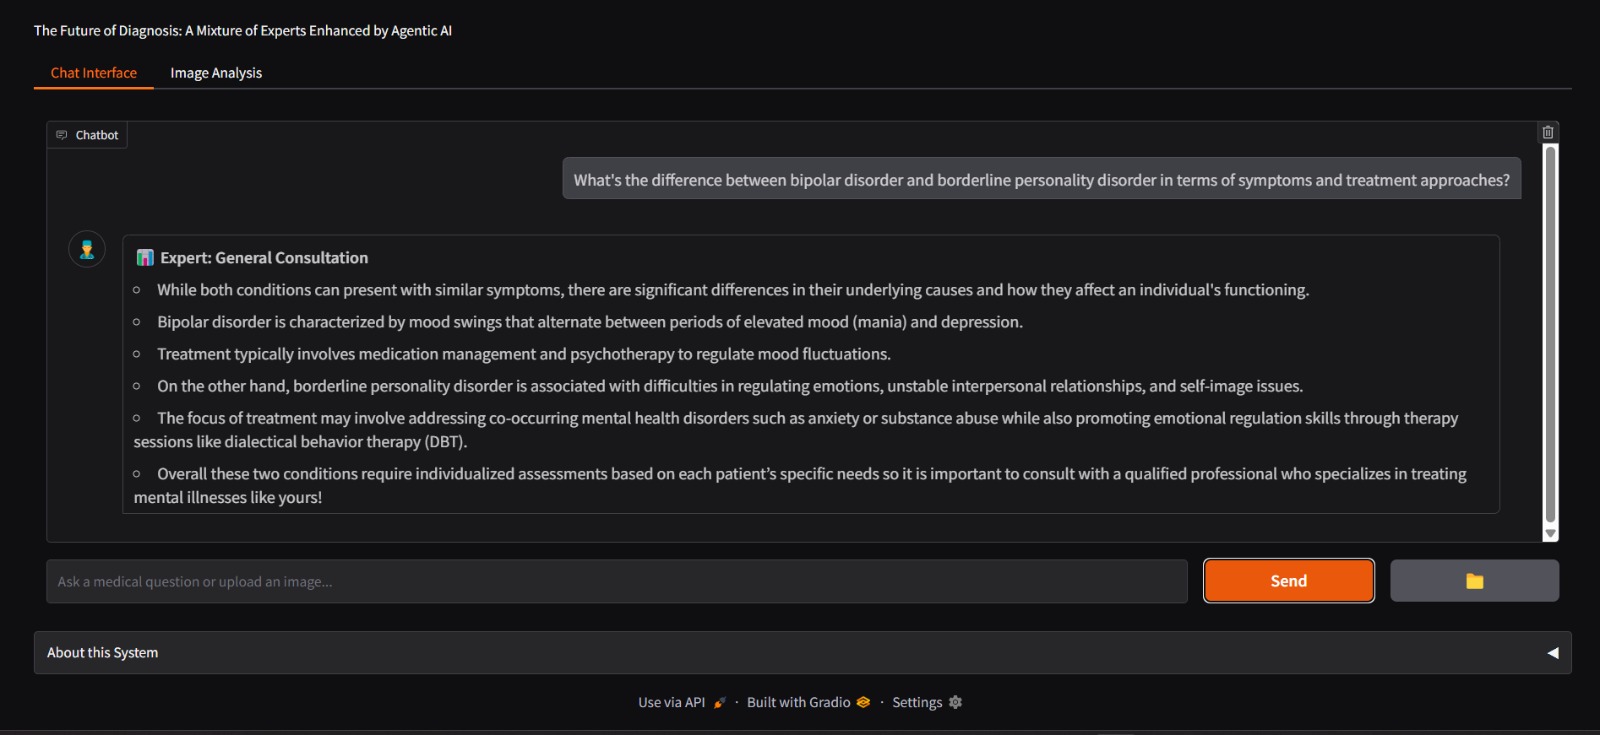 The Future of Diagnosis: A Mixture of Experts Enhanced by Agentic AI
Chat Interface
Image Analysis
Chatbot
What's the difference between bipolar disorder and borderline personality disorder in terms of symptoms and treatment approaches?
Expert: General Consultation
While both conditions can present with similar symptoms, there are significant differences in their underlying causes and how they affect an individual's functioning.
Bipolar disorder is characterized by mood swings that alternate between periods of elevated mood (mania) and depression.
Treatment typically involves medication management and psychotherapy to regulate mood fluctuations.
On the other hand, borderline personality disorder is associated with difficulties in regulating emotions, unstable interpersonal relationships, and self-image issues.
The focus of treatment may involve addressing co-occurring mental health disorders such as anxiety or substance abuse while also promoting emotional regulation skills through therapy
sessions like dialectical behavior therapy (DBT).
Overall these two conditions require individualized assessments based on each patient’s specific needs so it is important to consult with a qualified professional who specializes in treating
mental illnesses like yours!
Ask a medical question or upload an image...
Send
About this System
Use via API · Built with Gradio · Settings